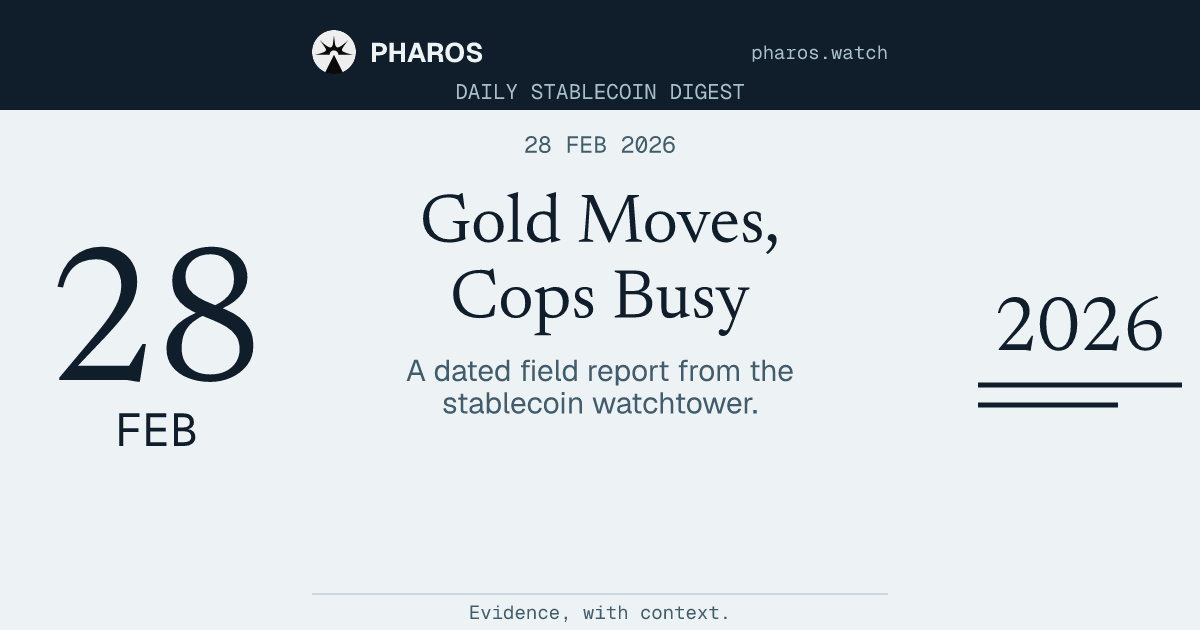 PHAROS
pharos.watch
DAILY STABLECOIN DIGEST
28 FEB 2026
Gold Moves,
Cops Busy
A dated field report from the
stablecoin watchtower.
28
FEB
2026
Evidence, with context.